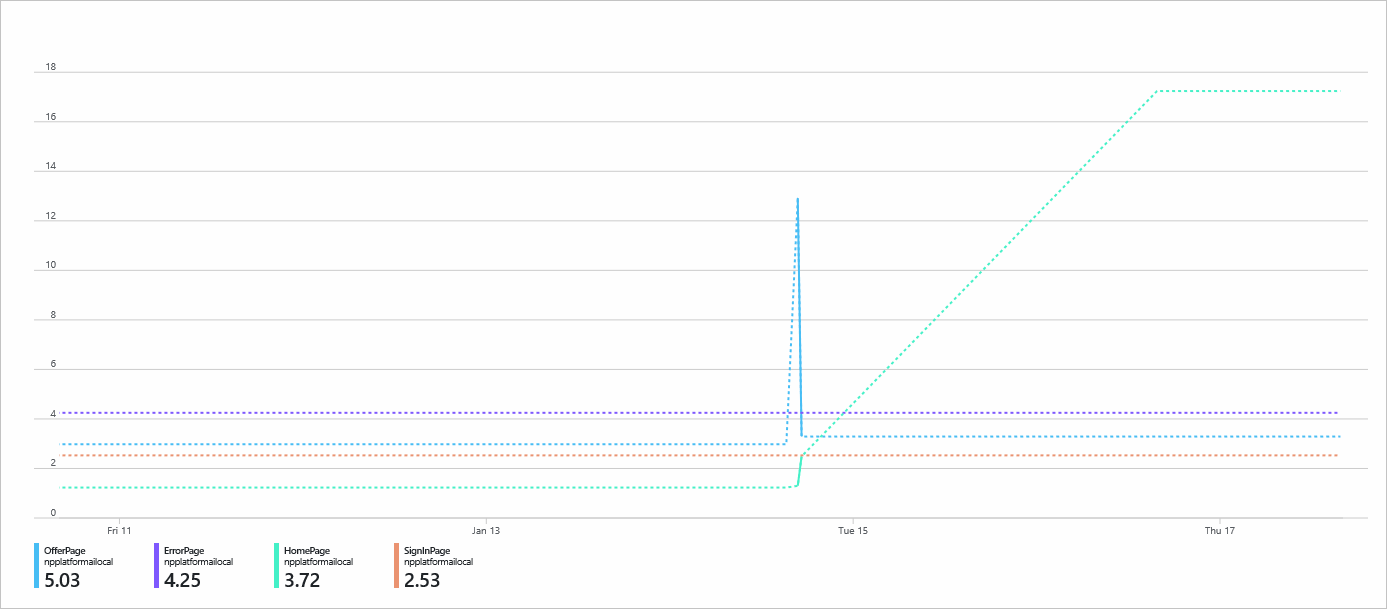 18
16
14
12
10
8
6
4
2
0
Fri 11 Jan 13 Tue 15 Thu 17
OfferPage ErrorPage HomePage SignInPage
npplatformailocal npplatformailocal npplatformailocal npplatformailocal
5.03 4.25 3.72 2.53